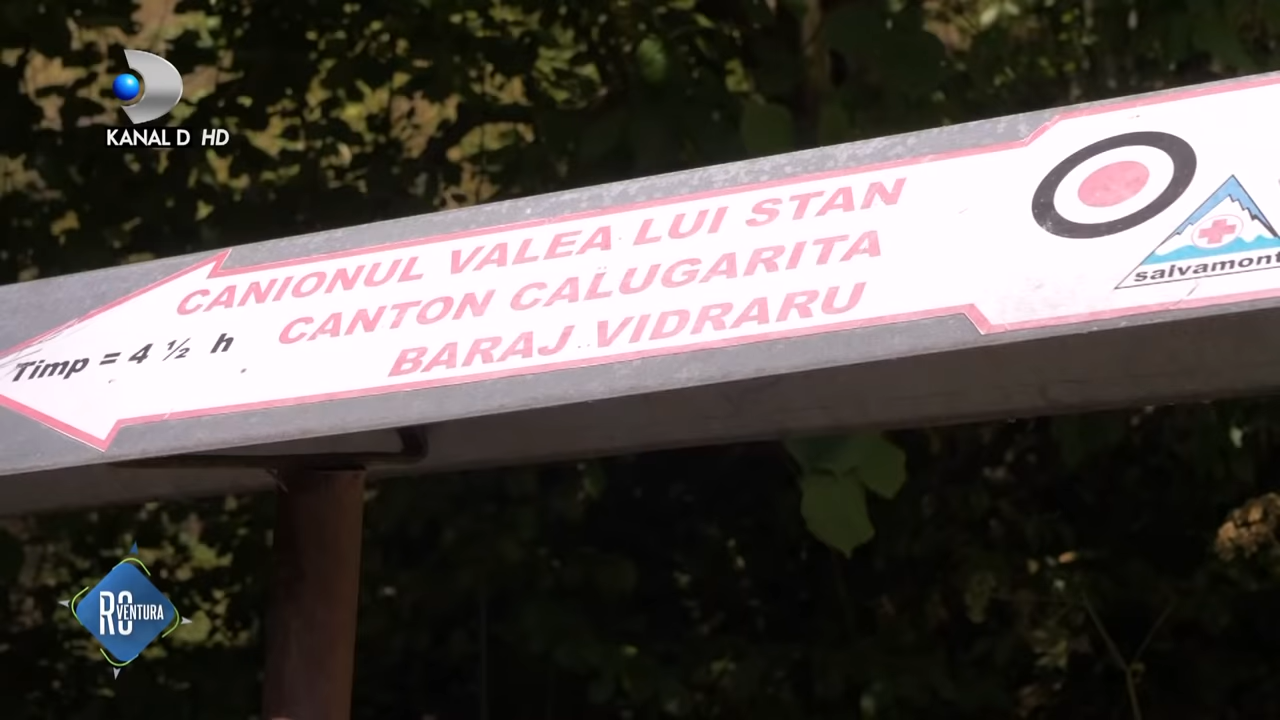 KANAL D HD
CANIONUL VALEA LUI STAN
CANTON CALUGARITA
BARAJ VIDRARU
Timp = 4 ½ h
salvamont
RO VENTURA